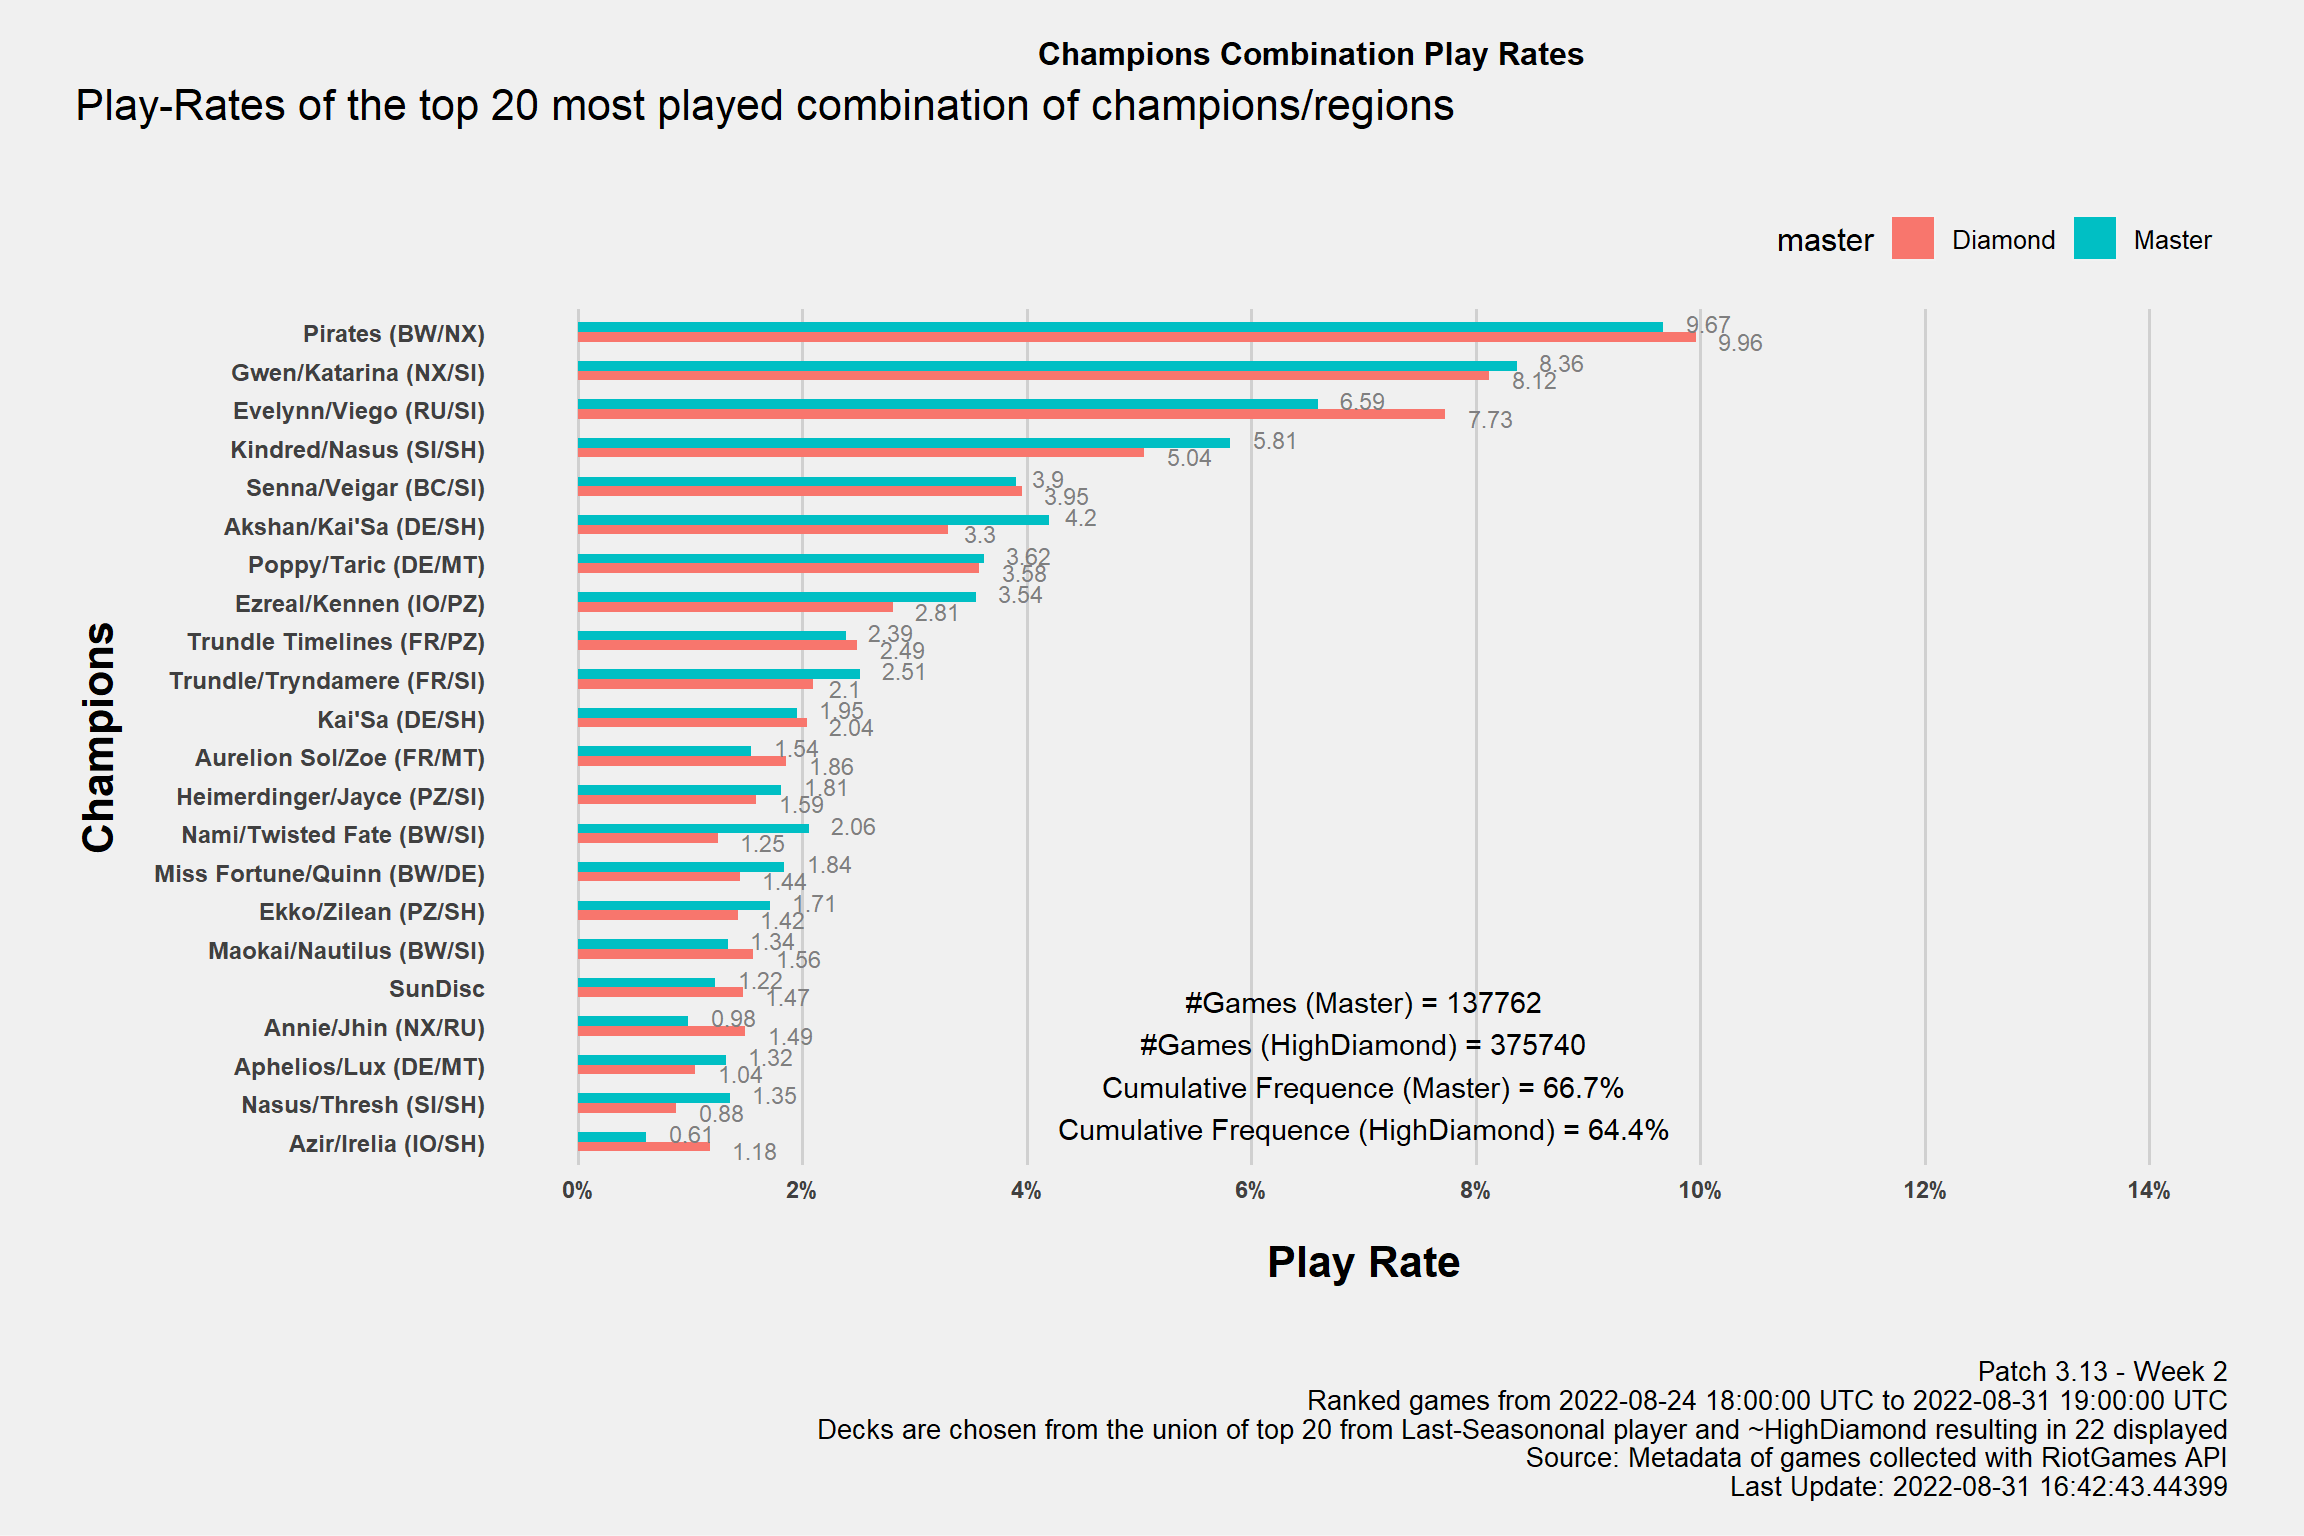 Champions Combination Play Rates
Play-Rates of the top 20 most played combination of champions/regions
master Diamond Master
Pirates (BW/NX) 9.67 9.96
Gwen/Katarina (NX/SI) 8.36 8.12
Evelynn/Viego (RU/SI) 6.59 7.73
Kindred/Nasus (SI/SH) 5.81 5.04
Senna/Veigar (BC/SI) 3.9 3.95
Akshan/Kai'Sa (DE/SH) 4.2 3.3
Poppy/Taric (DE/MT) 3.62 3.58
Ezreal/Kennen (IO/PZ) 3.54 2.81
Trundle Timelines (FR/PZ) 2.39 2.49
Trundle/Tryndamere (FR/SI) 2.51 2.1
Kai'Sa (DE/SH) 1.95 2.04
Aurelion Sol/Zoe (FR/MT) 1.54 1.86
Heimerdinger/Jayce (PZ/SI) 1.81 1.59
Nami/Twisted Fate (BW/SI) 2.06 1.25
Miss Fortune/Quinn (BW/DE) 1.84 1.44
Ekko/Zilean (PZ/SH) 1.71 1.42
Maokai/Nautilus (BW/SI) 1.34 1.56
SunDisc 1.22 1.47
Annie/Jhin (NX/RU) 0.98 1.49
Aphelios/Lux (DE/MT) 1.32 1.04
Nasus/Thresh (SI/SH) 1.35 0.88
Azir/Irelia (IO/SH) 0.61 1.18
Champions
#Games (Master) = 137762
#Games (HighDiamond) = 375740
Cumulative Frequence (Master) = 66.7%
Cumulative Frequence (HighDiamond) = 64.4%
0% 2% 4% 6% 8% 10% 12% 14%
Play Rate
Patch 3.13 - Week 2
Ranked games from 2022-08-24 18:00:00 UTC to 2022-08-31 19:00:00 UTC
Decks are chosen from the union of top 20 from Last-Seasononal player and ~HighDiamond resulting in 22 displayed
Source: Metadata of games collected with RiotGames API
Last Update: 2022-08-31 16:42:43.44399